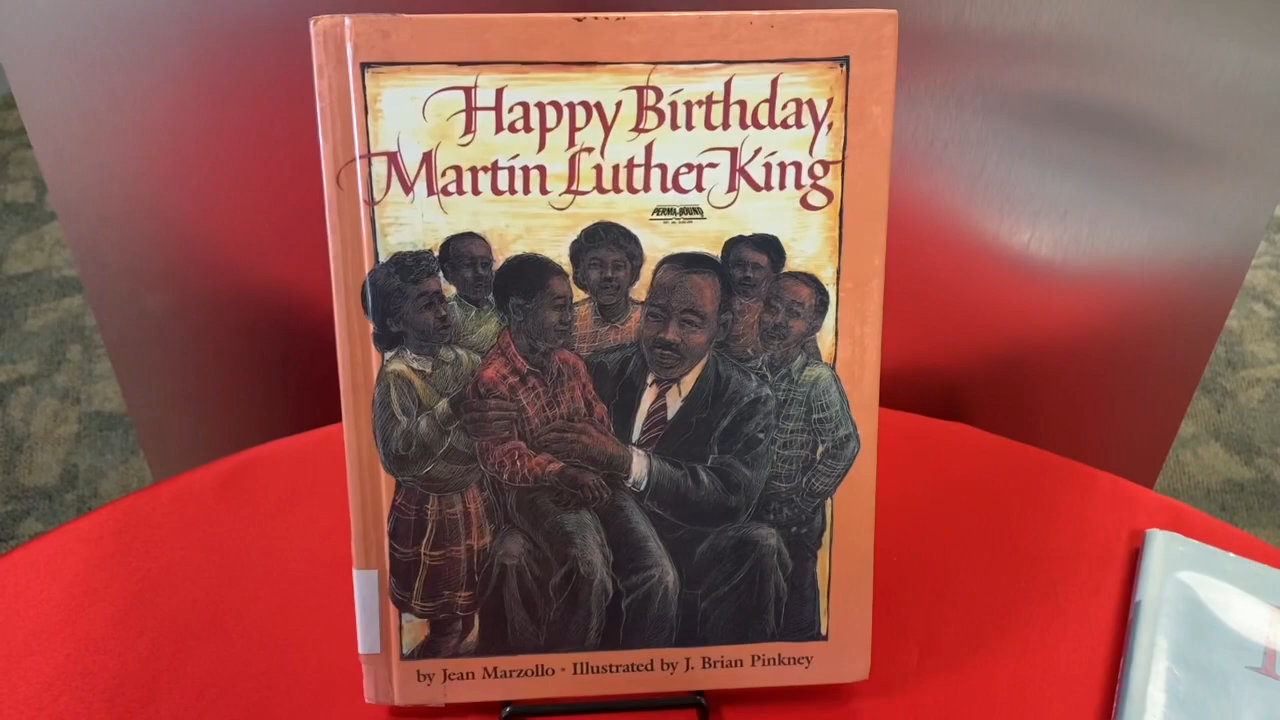 Happy Birthday,
Martin Luther King
PERMA-BOUND
by Jean Marzollo • Illustrated by J. Brian Pinkney